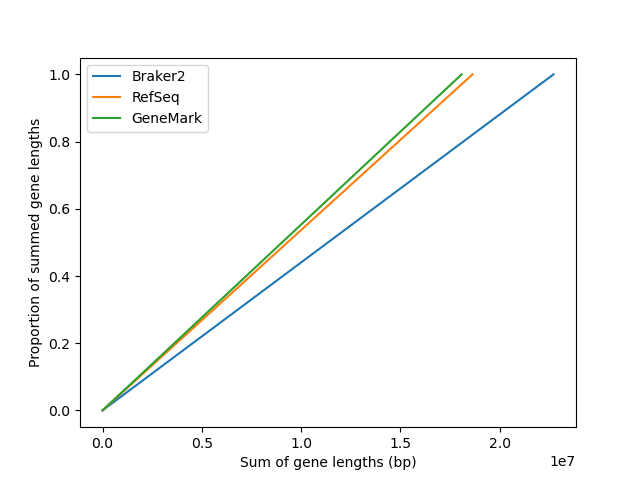 Braker2
RefSeq
GeneMark
1.0
0.8
0.6
0.4
0.2
0.0
Proportion of summed gene lengths
0.0
0.5
1.0
1.5
2.0
1e7
Sum of gene lengths (bp)